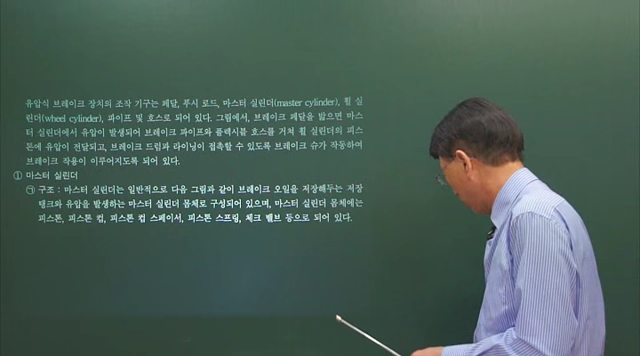 유압식 브레이크 장치의 조작 기구는 페달, 푸시 로드, 마스터 실린더(master cylinder), 휠 실
린더(wheel cylinder), 파이프 및 호스로 되어 있다. 그림에서, 브레이크 페달을 밟으면 마스
터 실린더에서 유압이 발생되어 브레이크 파이프와 플렉시블 호스를 거쳐 휠 실린더의 피스
톤에 유압이 전달되고, 브레이크 드럼과 라이닝이 접촉할 수 있도록 브레이크 슈가 작동하여
브레이크 작용이 이루어지도록 되어 있다.
① 마스터 실린더
㉠ 구조 : 마스터 실린더는 일반적으로 다음 그림과 같이 브레이크 오일을 저장해두는 저장
탱크와 유압을 발생하는 마스터 실린더 몸체로 구성되어 있으며, 마스터 실린더 몸체에는
피스톤, 피스톤 컵, 피스톤 컵 스페이서, 피스톤 스프링, 체크 밸브 등으로 되어 있다.